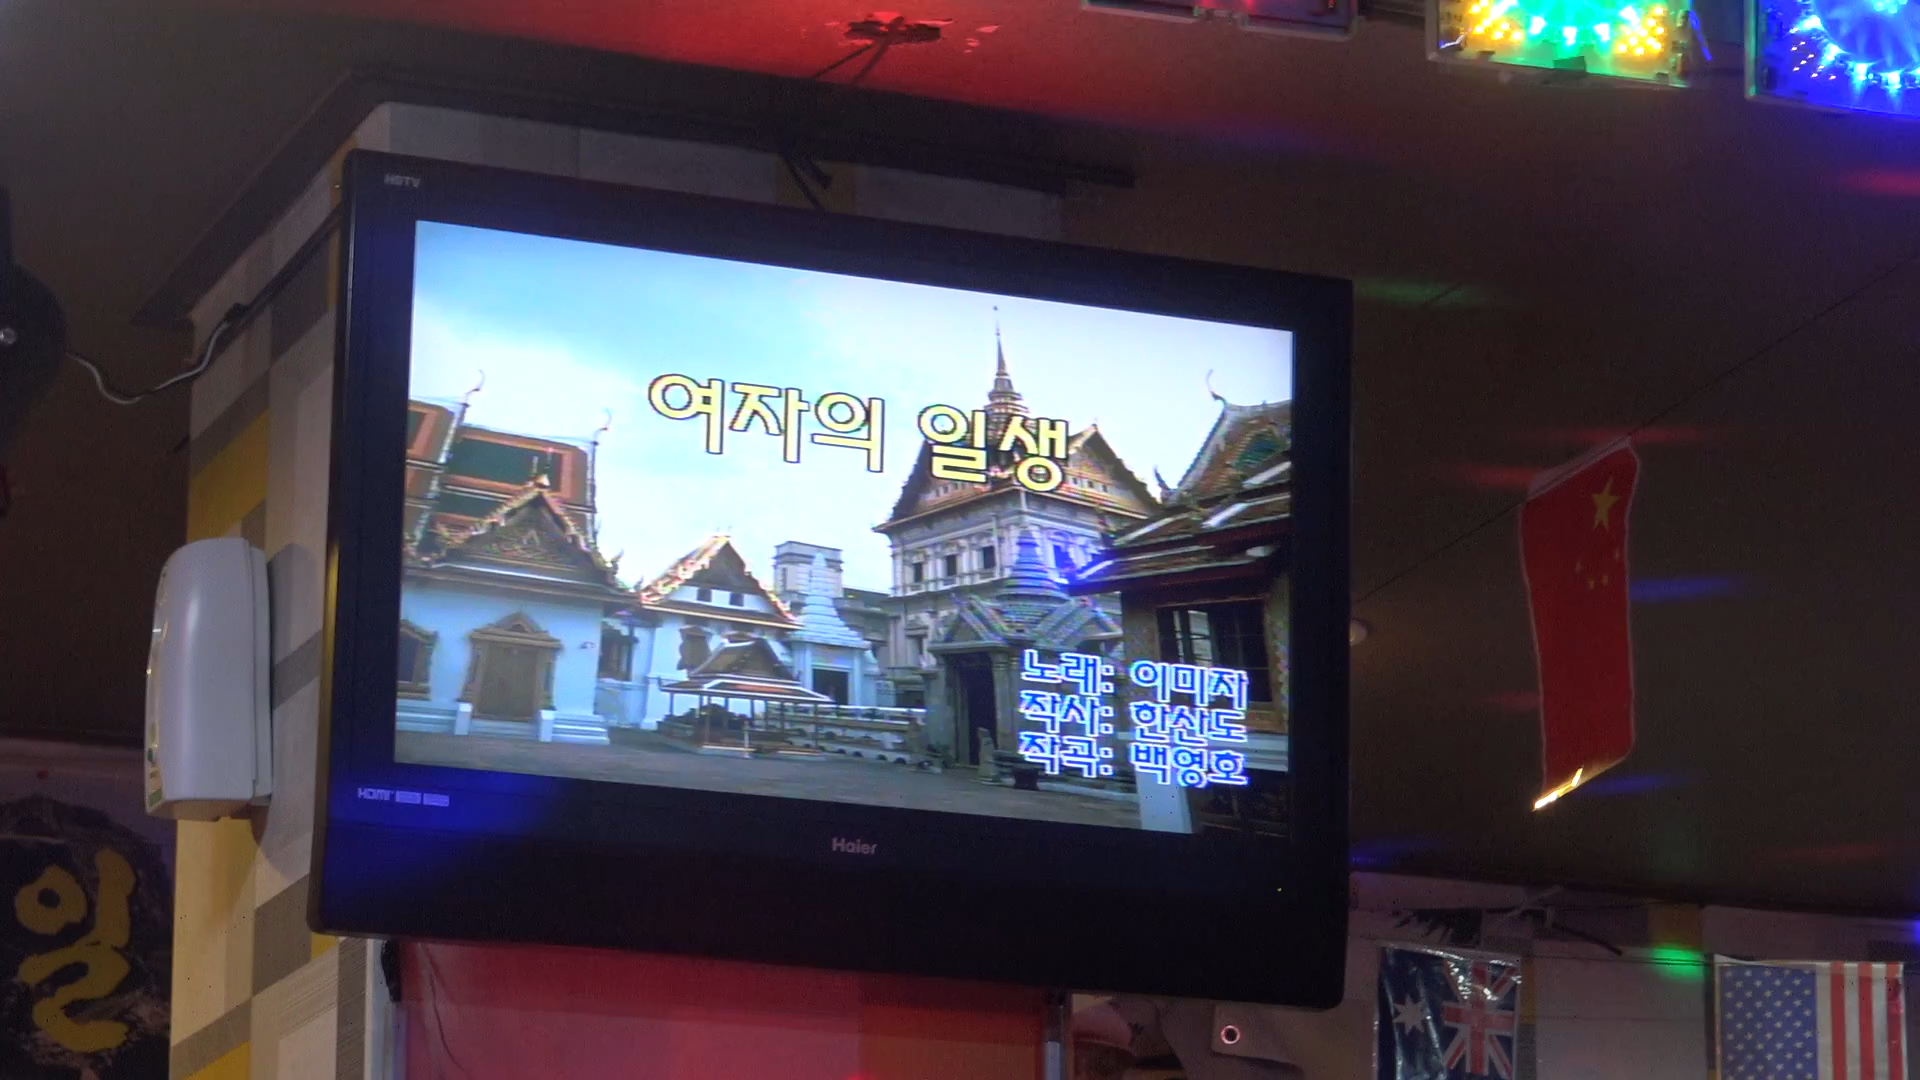 HDTV
여자의 일생
노래: 이미자
작사: 한산도
작곡: 백영호
HDMI
Haier
일